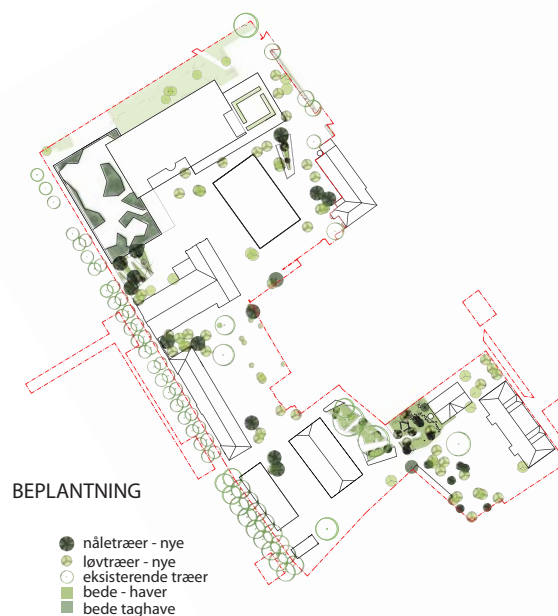 BEPLANTNING
nåletræer - nye
løvtræer - nye
eksisterende træer
bede - haver
bede taghave